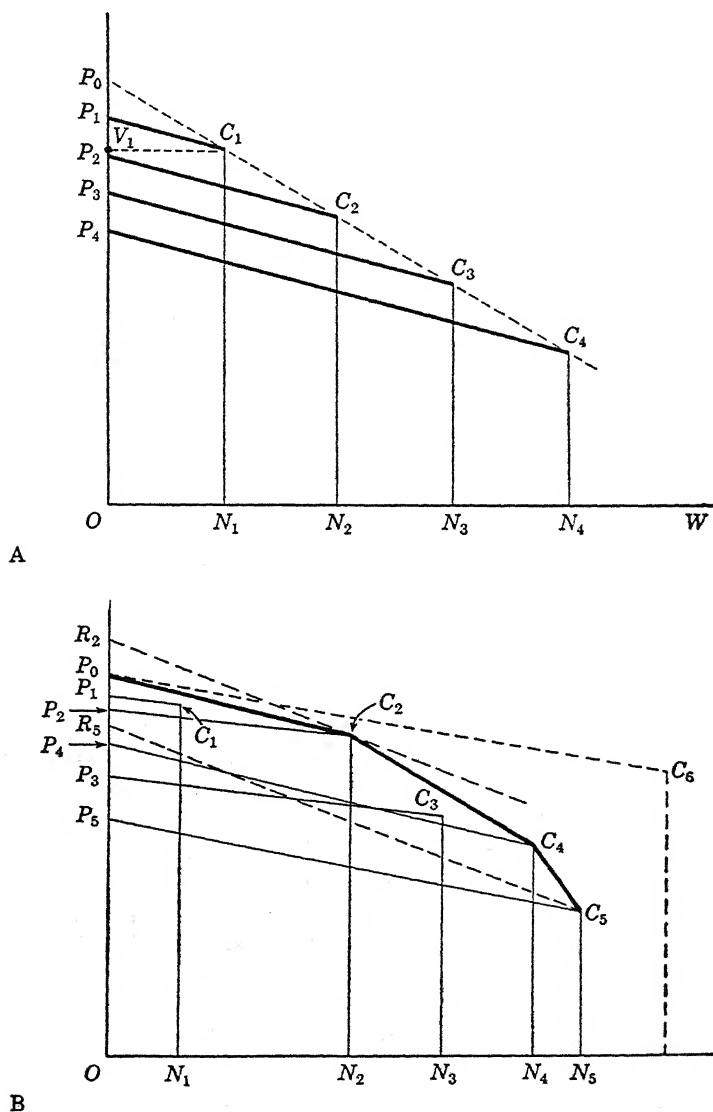 P₀
P₁
V₁
C₁
P₂
P₃
C₂
P₄
C₃
C₄
O
N₁
N₂
N₃
N₄
W
A
R₂
P₀
P₁
P₂
C₂
R₅
C₁
P₄
C₆
P₃
C₃
P₅
C₄
C₅
O
N₁
N₂
N₃
N₄
N₅
B